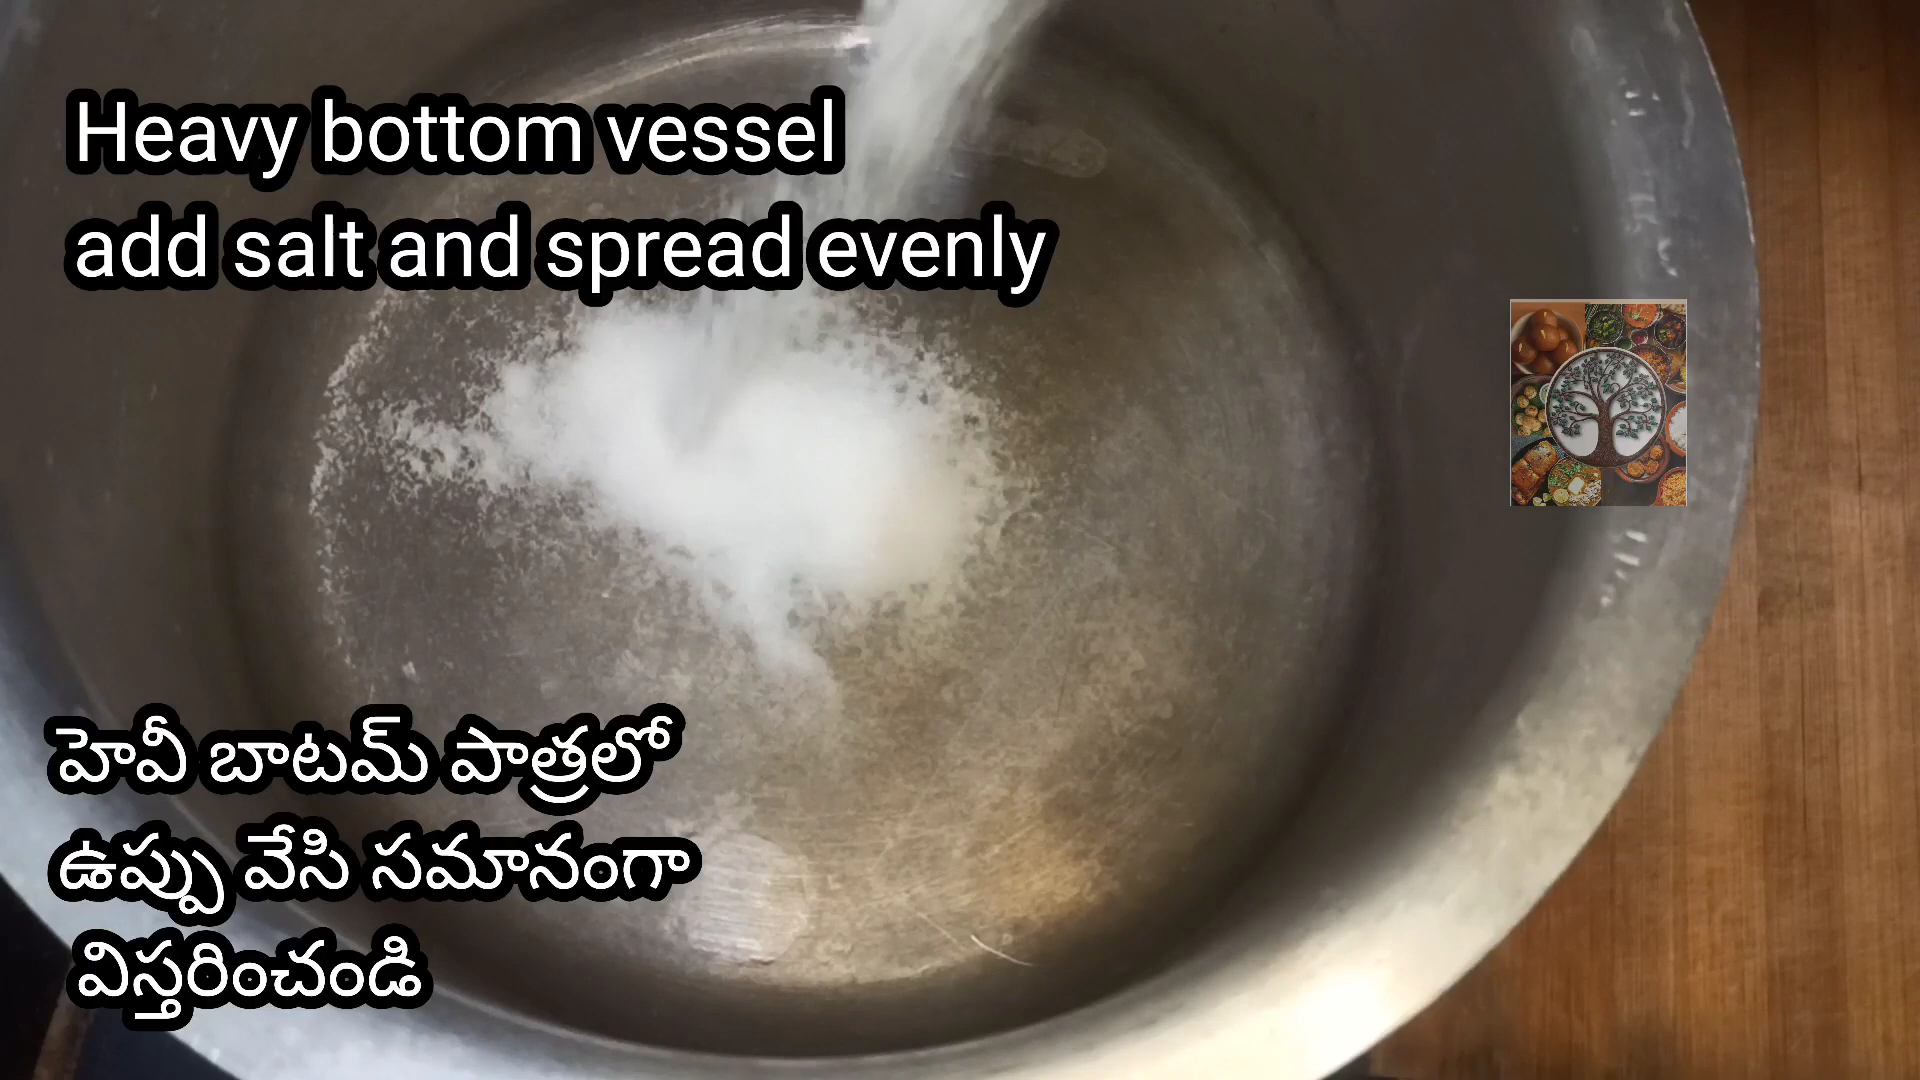 Heavy bottom vessel
add salt and spread evenly
హెవీ బాటమ్ పాత్రలో
ఉప్పు వేసి సమానంగా
విస్తరించండి